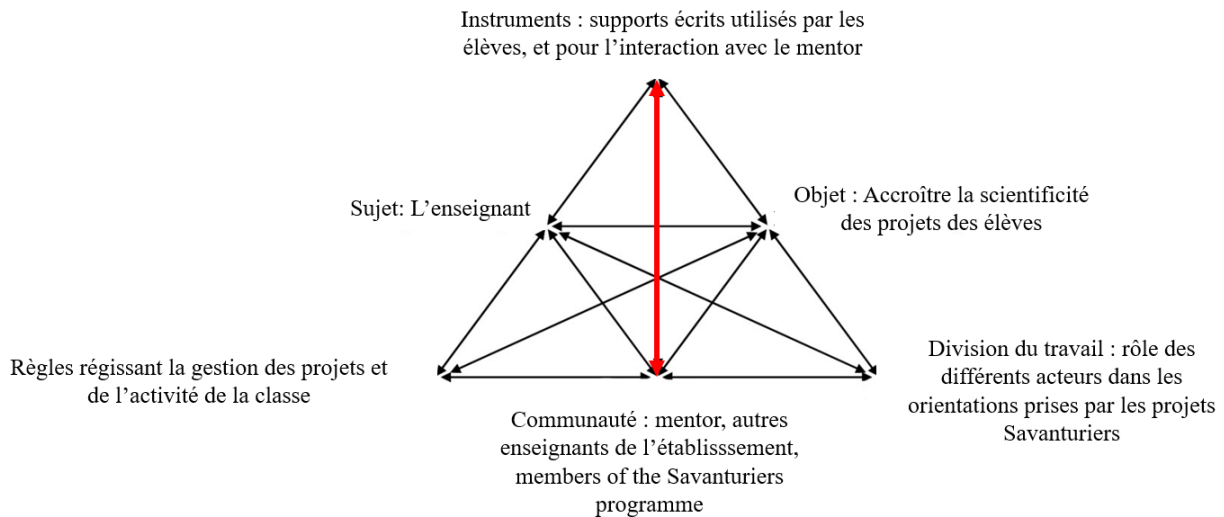 Instruments : supports écrits utilisés par les
élèves, et pour l’interaction avec le mentor
Sujet: L’enseignant
Objet : Accroître la scientificité
des projets des élèves
Règles régissant la gestion des projets et
de l’activité de la classe
Communauté : mentor, autres
enseignants de l’établisssement,
members of the Savanturiers
programme
Division du travail : rôle des
différents acteurs dans les
orientations prises par les projets
Savanturiers